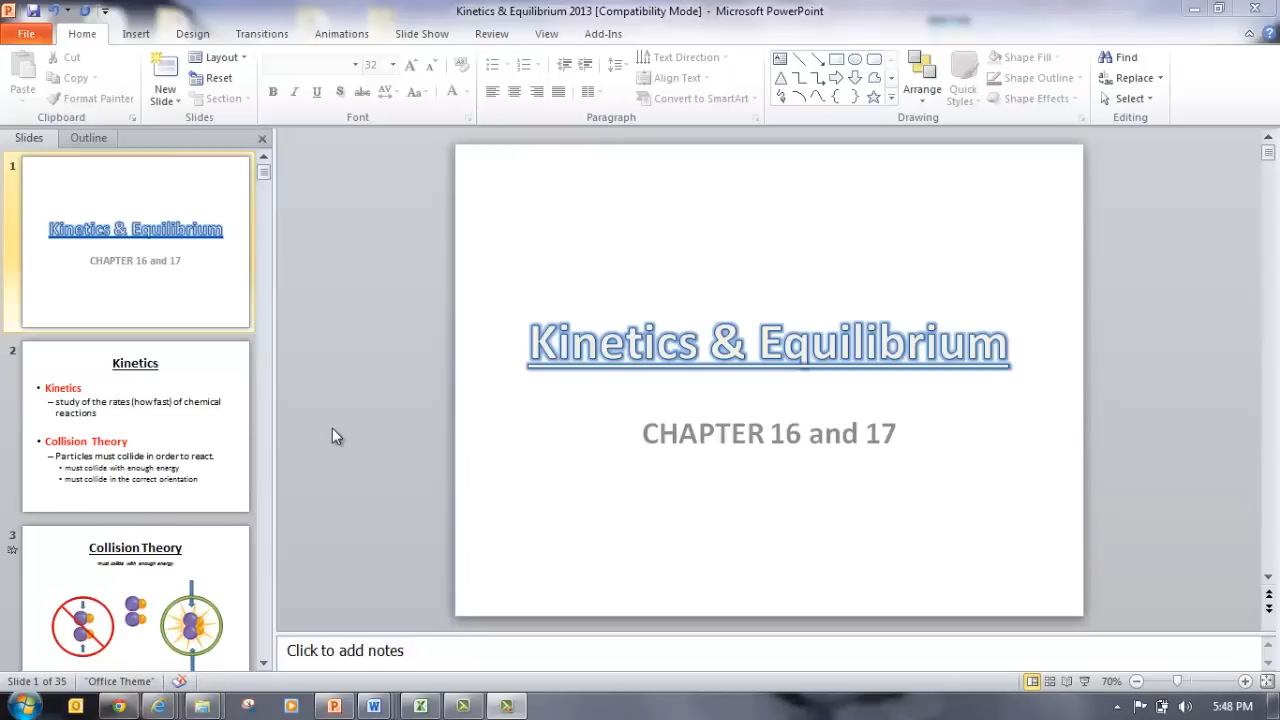 Kinetics & Equilibrium 2013 [Compatibility Mode] - Microsoft PowerPoint
File Home Insert Design Transitions Animations Slide Show Review View Add-Ins
Paste
Cut
Copy
Format Painter
Clipboard
New Slide
Layout
Reset
Section
Slides
32
B I U S abc AV Aa A
Font
Text Direction
Align Text
Convert to SmartArt
Paragraph
Arrange
Quick Styles
Shape Fill
Shape Outline
Shape Effects
Drawing
Find
Replace
Select
Editing
Slides Outline
1
Kinetics & Equilibrium
CHAPTER 16 and 17
2
Kinetics
• Kinetics
– study of the rates (how fast) of chemical
reactions
• Collision Theory
– Particles must collide in order to react.
• must collide with enough energy
• must collide in the correct orientation
3
Collision Theory
must collide with enough energy
Kinetics & Equilibrium
CHAPTER 16 and 17
Click to add notes
Slide 1 of 35 "Office Theme" 70%
5:48 PM